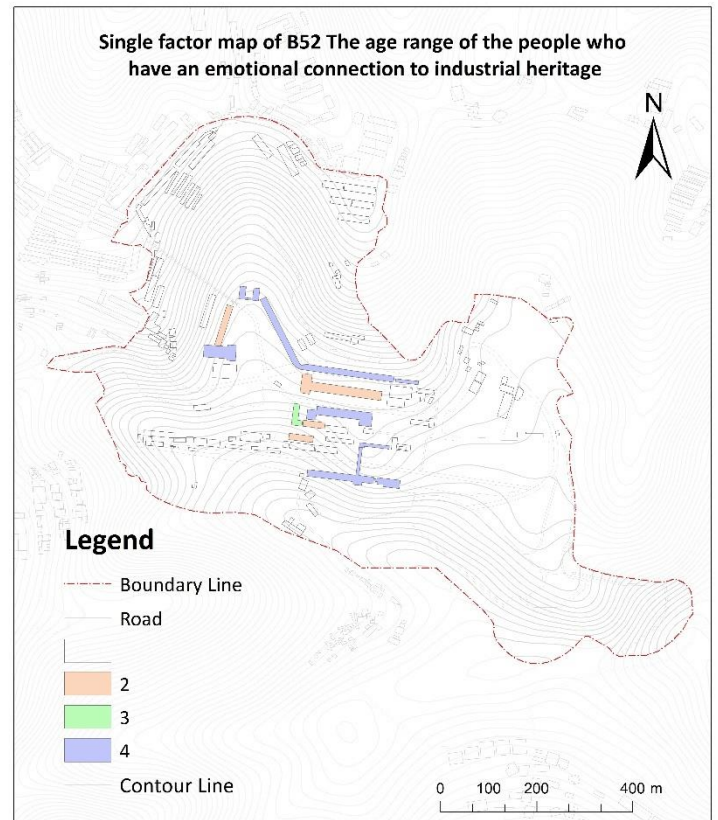 Single factor map of B52 The age range of the people who
have an emotional connection to industrial heritage
N
Legend
Boundary Line
Road
2
3
4
Contour Line
0 100 200 400 m